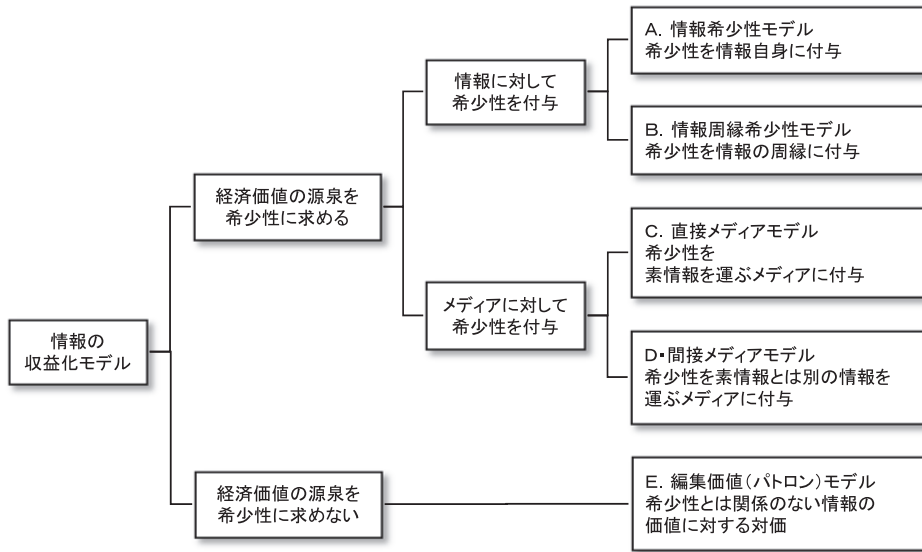 情報の
収益化モデル
経済価値の源泉を
希少性に求める
情報に対して
希少性を付与
A. 情報希少性モデル
希少性を情報自身に付与
B. 情報周縁希少性モデル
希少性を情報の周縁に付与
メディアに対して
希少性を付与
C. 直接メディアモデル
希少性を
素情報を運ぶメディアに付与
D・間接メディアモデル
希少性を素情報とは別の情報を
運ぶメディアに付与
経済価値の源泉を
希少性に求めない
E. 編集価値(パトロン)モデル
希少性とは関係のない情報の
価値に対する対価